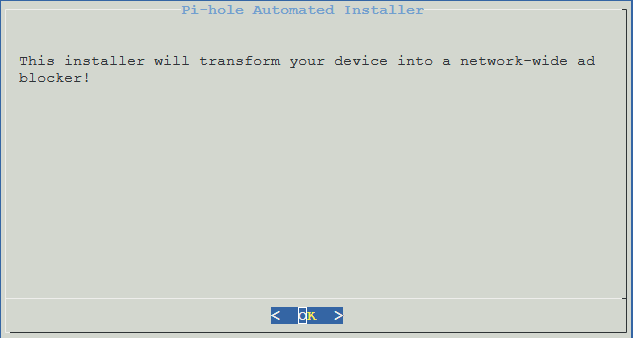 Pi-hole Automated Installer
This installer will transform your device into a network-wide ad
blocker!
<  OK  >